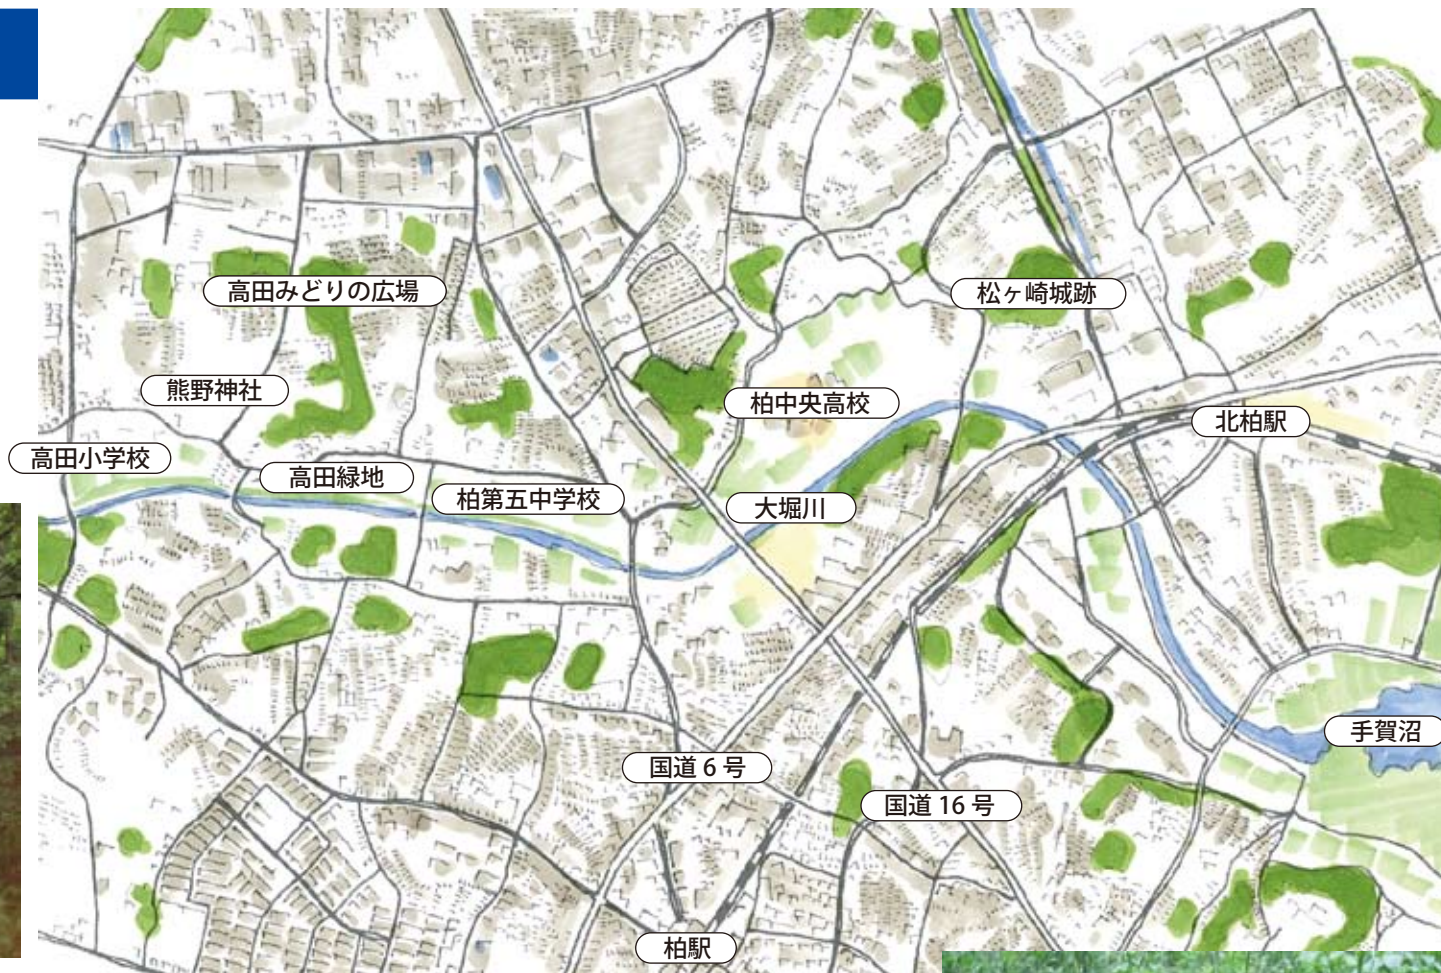 高田みどりの広場
松ヶ崎城跡
熊野神社
柏中央高校
北柏駅
高田小学校
高田緑地
柏第五中学校
大堀川
手賀沼
国道 6 号
国道 16 号
柏駅